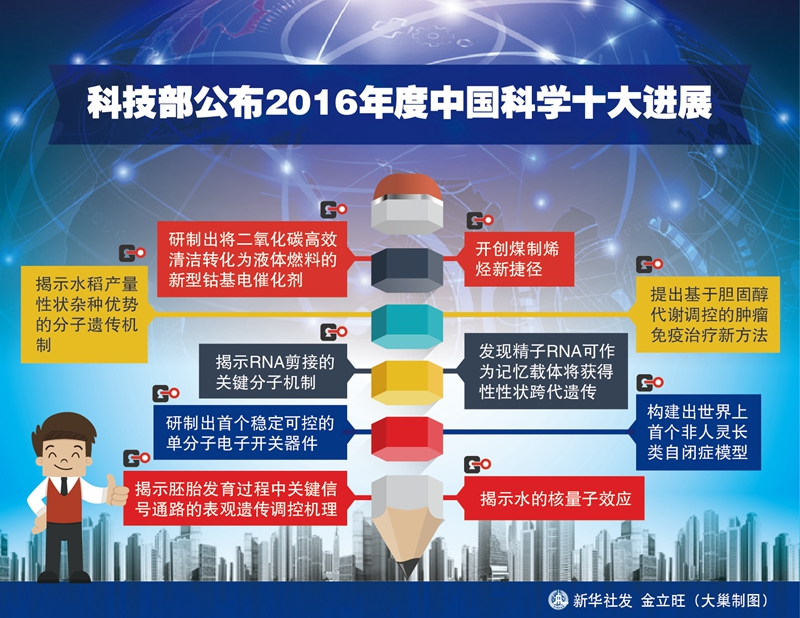 科技部公布2016年度中国科学十大进展
研制出将二氧化碳高效
清洁转化为液体燃料的
新型钴基电催化剂
开创煤制烯
烃新捷径
揭示水稻产量
性状杂种优势
的分子遗传机
制
提出基于胆固醇
代谢调控的肿瘤
免疫治疗新方法
揭示RNA剪接的
关键分子机制
发现精子RNA可作
为记忆载体将获得
性性状跨代遗传
研制出首个稳定可控的
单分子电子开关器件
构建出世界上
首个非人灵长
类自闭症模型
揭示胚胎发育过程中关键信
号通路的表观遗传调控机理
揭示水的核量子效应
新华社发 金立旺（大巢制图）